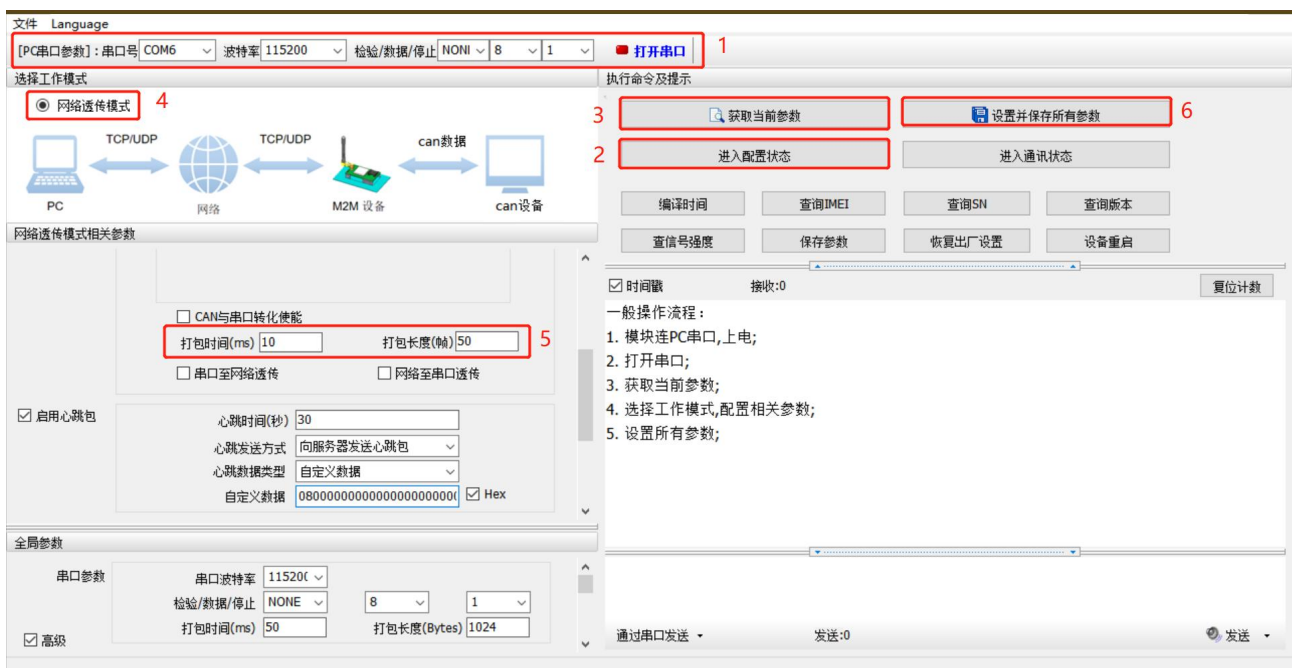 文件 Language
[PC串口参数]：串口号 COM6 波特率 115200 检验/数据/停止 NONI 8 1 打开串口 1
选择工作模式
网络透传模式 4
TCP/UDP TCP/UDP can数据
PC 网络 M2M 设备 can设备
网络透传模式相关参数
CAN与串口转化使能
打包时间(ms) 10 打包长度(帧) 50 5
串口至网络透传 网络至串口透传
启用心跳包
心跳时间(秒) 30
心跳发送方式 向服务器发送心跳包
心跳数据类型 自定义数据
自定义数据 Hex
全局参数
串口参数
串口波特率 11520(
检验/数据/停止 NONE 8 1
打包时间(ms) 50 打包长度(Bytes) 1024
高级
执行命令及提示
3 获取当前参数 设置并保存所有参数 6
2 进入配置状态 进入通讯状态
编译时间 查询IMEI 查询SN 查询版本
查信号强度 保存参数 恢复出厂设置 设备重启
时间戳 接收:0 复位计数
一般操作流程：
1. 模块连PC串口,上电;
2. 打开串口;
3. 获取当前参数;
4. 选择工作模式,配置相关参数;
5. 设置所有参数;
通过串口发送 发送:0 发送